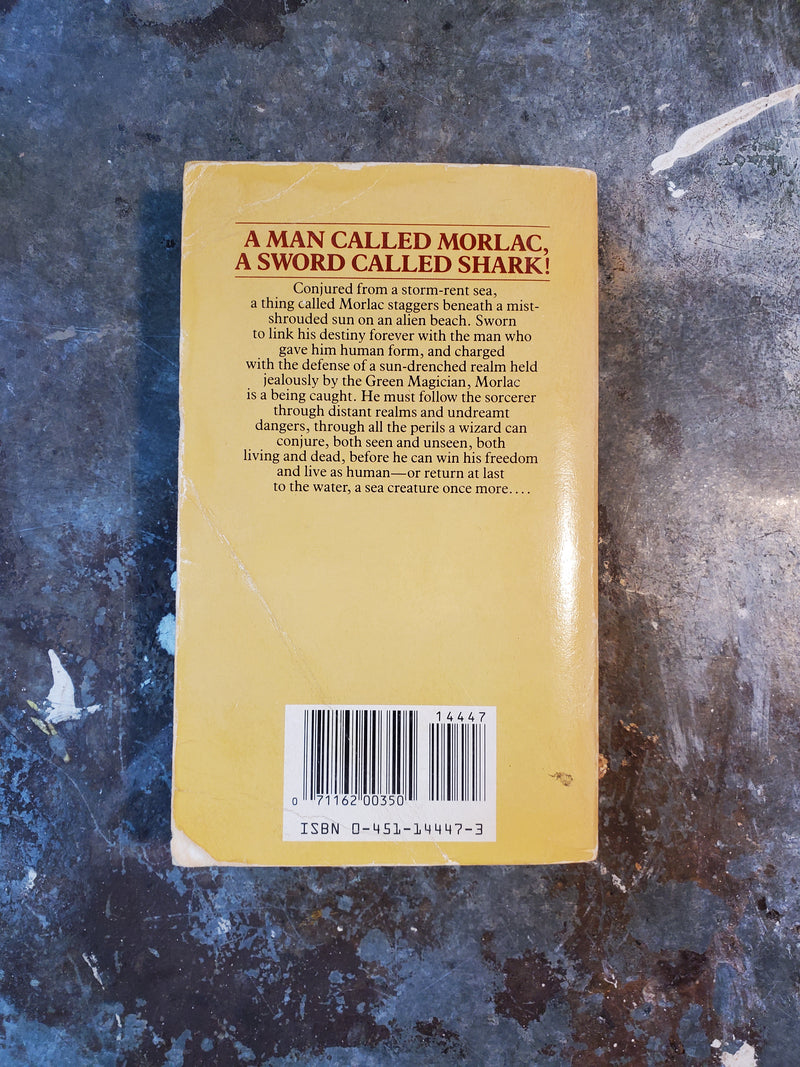 A MAN CALLED MORLAC,
A SWORD CALLED SHARK!
Conjured from a storm-rent sea,
a thing called Morlac staggers beneath a mist-
shrouded sun on an alien beach. Sworn
to link his destiny forever with the man who
gave him human form, and charged
with the defense of a sun-drenched realm held
jealously by the Green Magician, Morlac
is a being caught. He must follow the sorcerer
through distant realms and undreamt
dangers, through all the perils a wizard can
conjure, both seen and unseen, both
living and dead, before he can win his freedom
and live as human—or return at last
to the water, a sea creature once more....
14447
0 71162 00350
ISBN 0-451-14447-3